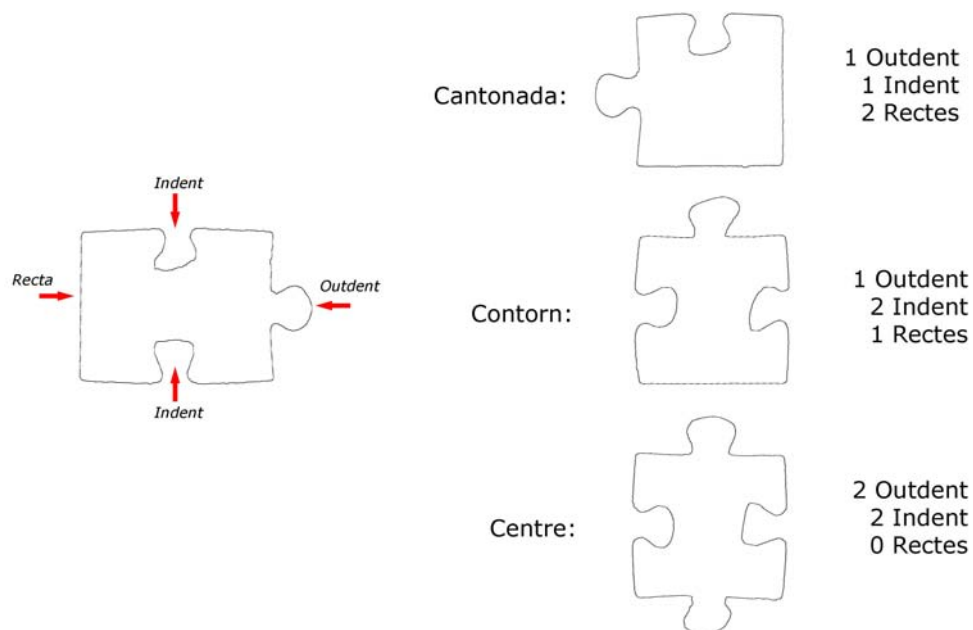 Indent
Recta
Outdent
Indent
Cantonada:
1 Outdent
1 Indent
2 Rectes
Contorn:
1 Outdent
2 Indent
1 Rectes
Centre:
2 Outdent
2 Indent
0 Rectes